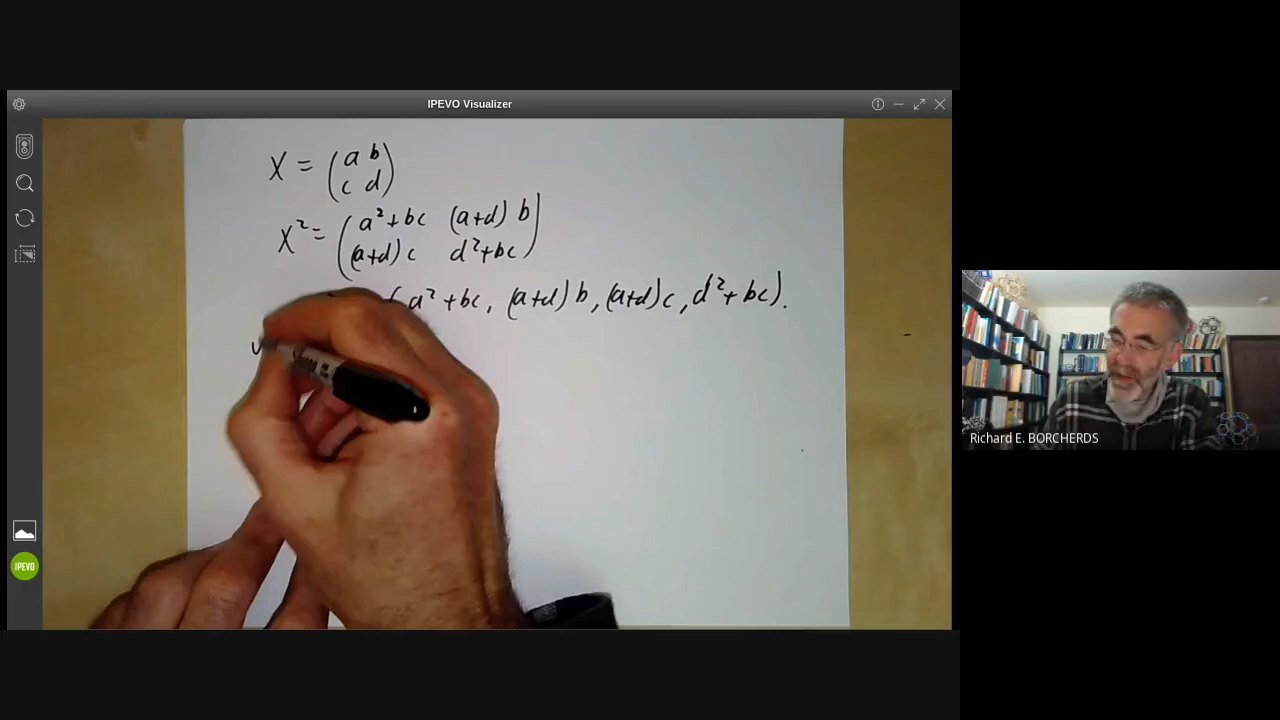 IPEVO Visualizer
X = (a b
c d)
X² = (a²+bc (a+d) b
(a+d) c d²+bc)
(a²+bc, (a+d) b, (a+d) c, d²+bc).
IPEVO
Richard E. BORCHERDS